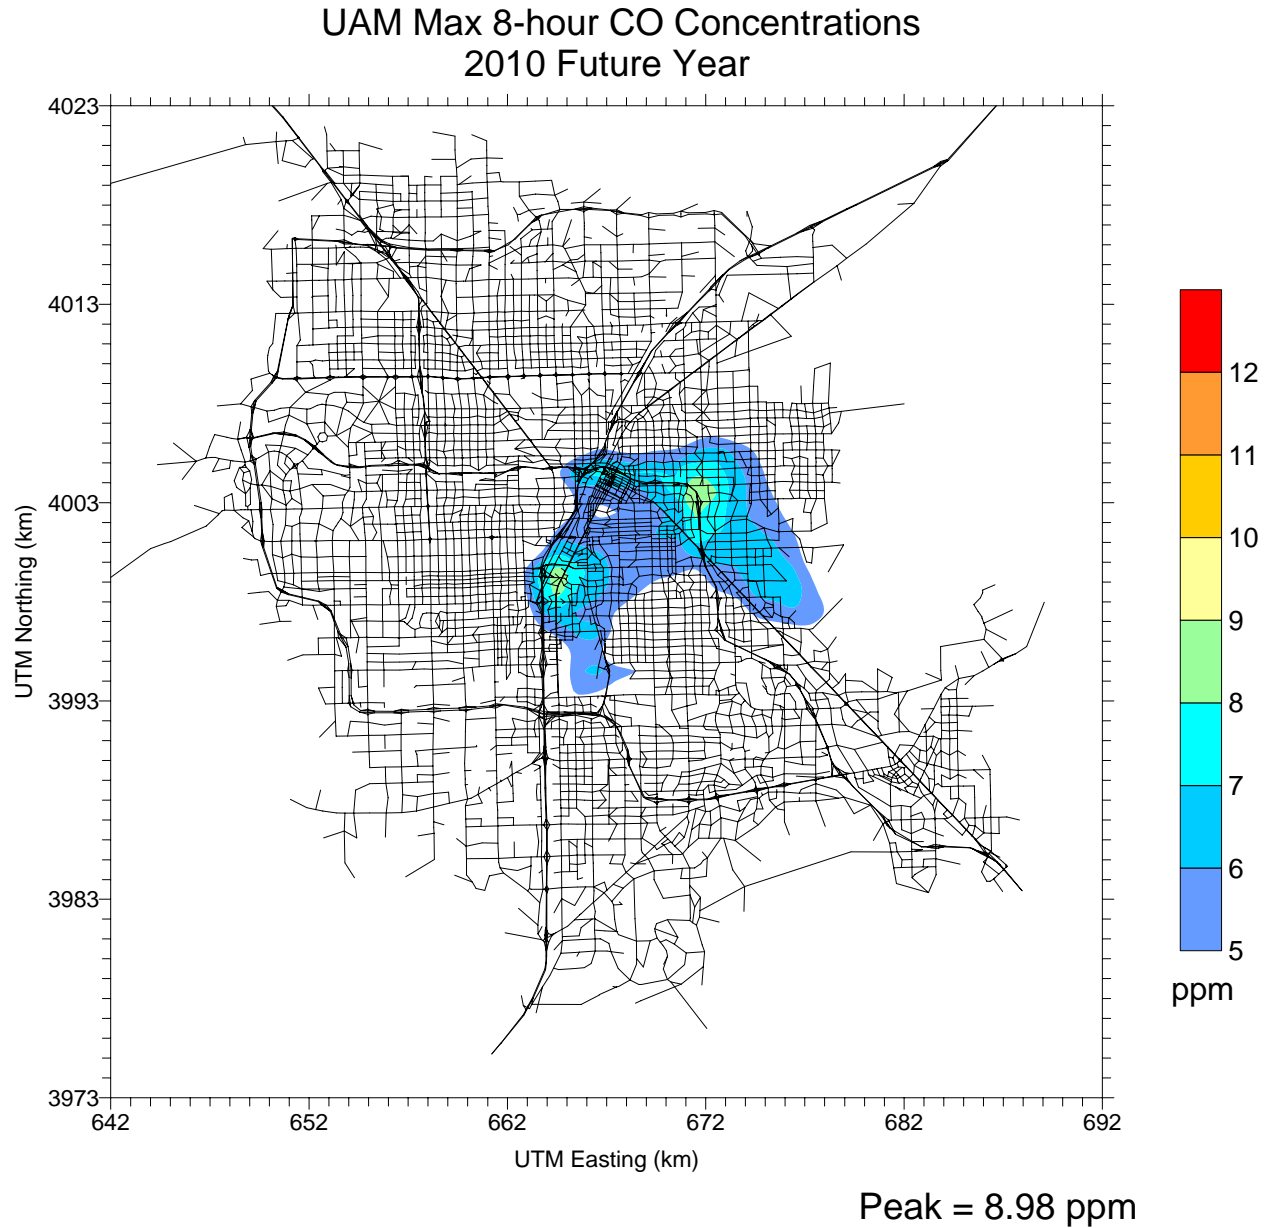 UAM Max 8-hour CO Concentrations
2010 Future Year
4023
4013
4003
3993
3983
3973
UTM Northing (km)
642 652 662 672 682 692
UTM Easting (km)
12
11
10
9
8
7
6
5
ppm
Peak = 8.98 ppm